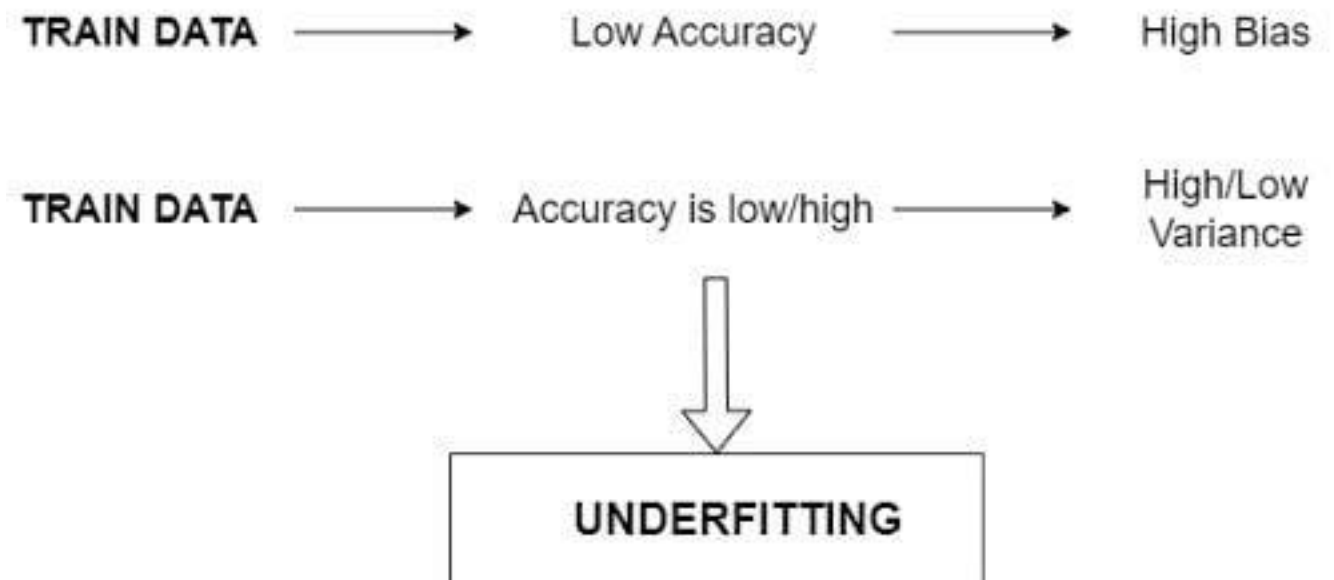 TRAIN DATA Low Accuracy High Bias
TRAIN DATA Accuracy is low/high High/Low
Variance
UNDERFITTING